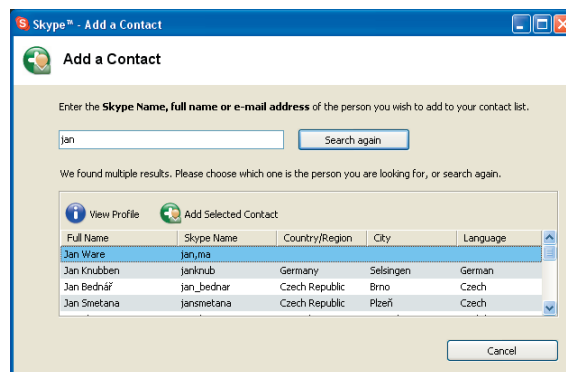 Skype™ - Add a Contact
Add a Contact
Enter the Skype Name, full name or e-mail address of the person you wish to add to your contact list.
jan
Search again
We found multiple results. Please choose which one is the person you are looking for, or search again.
View Profile Add Selected Contact
Full Name Skype Name Country/Region City Language
Jan Ware jan,ma
Jan Knubben janknub Germany Selsingen German
Jan Bednář jan_bednar Czech Republic Brno Czech
Jan Smetana jansmetana Czech Republic Plzeň Czech
Cancel